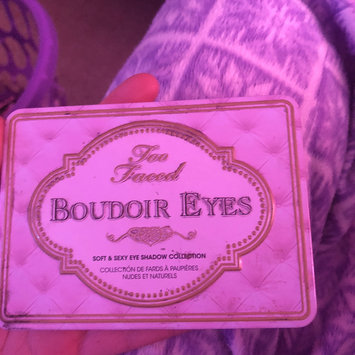 Too
Faced
BOUDOIR EYES
SOFT & SEXY EYE SHADOW COLLECTION
COLLECTION DE FARDS À PAUPIÈRES
NUDES ET NATURELS